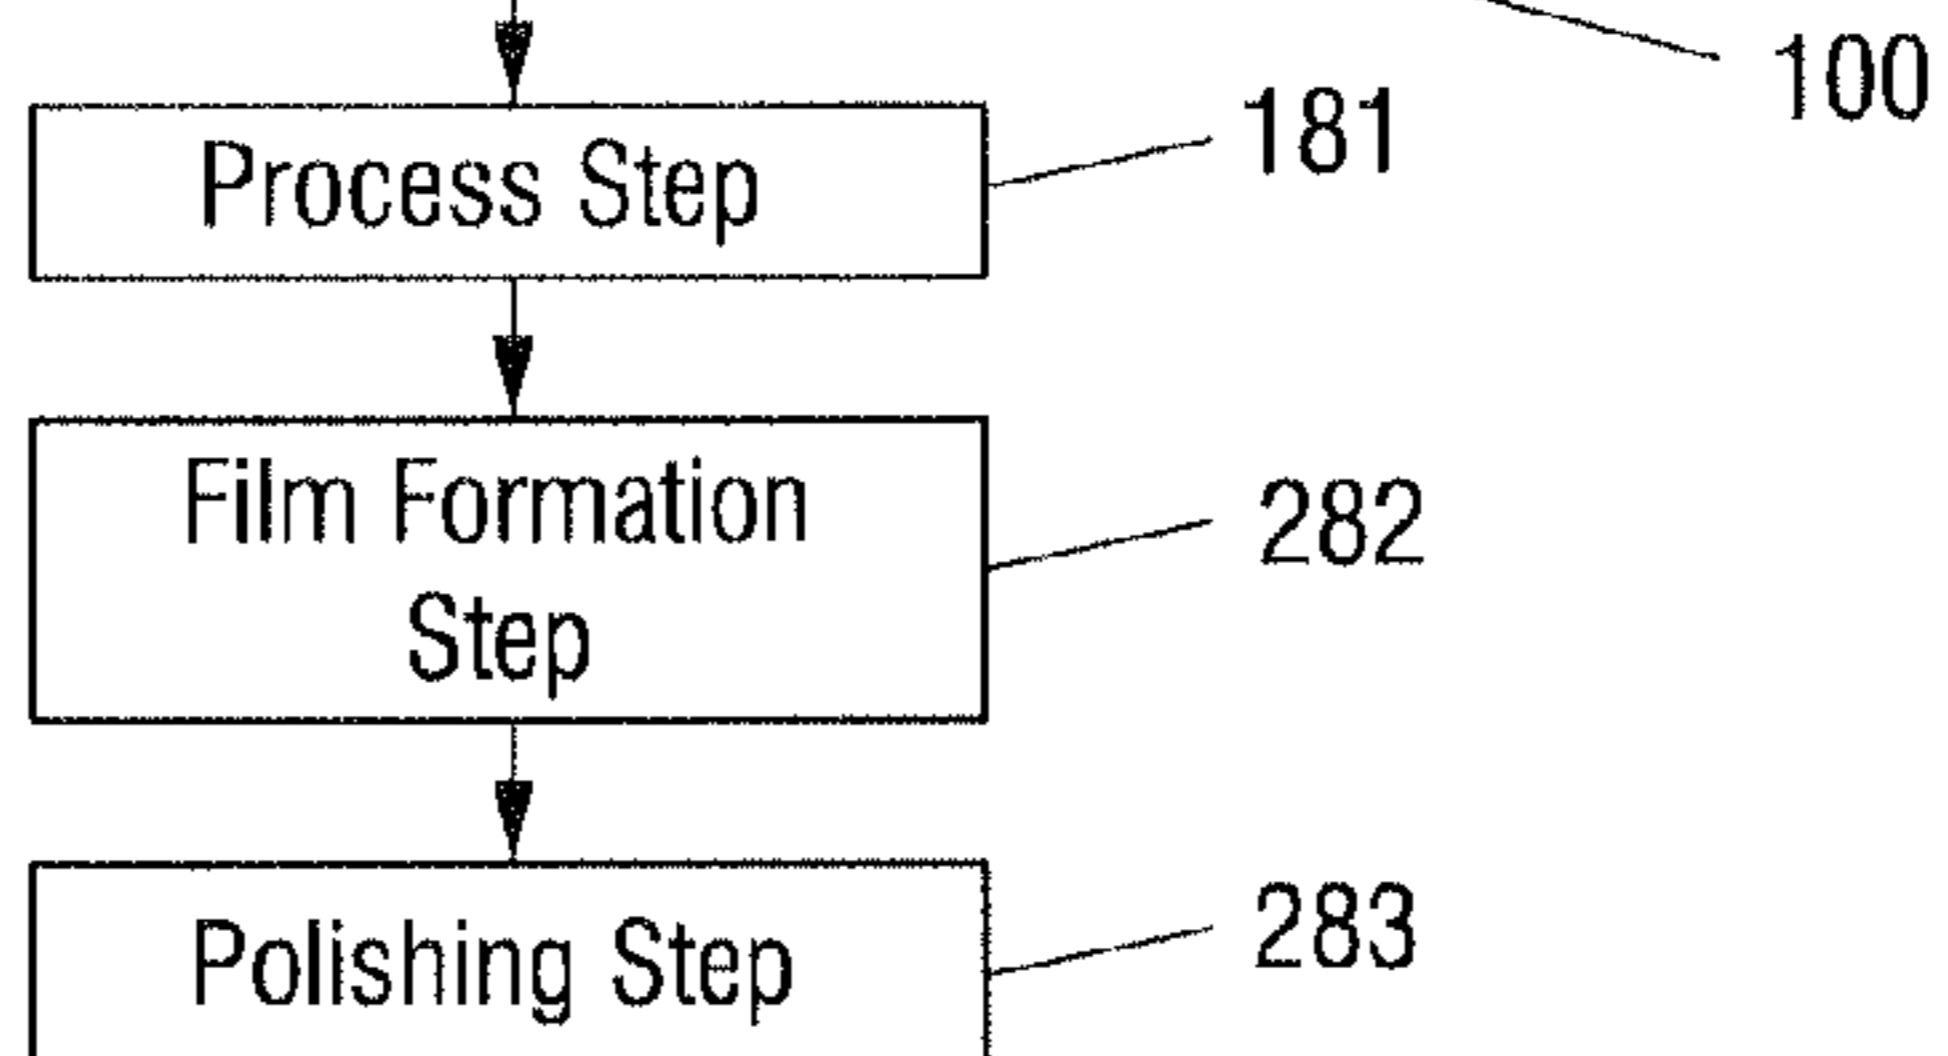 100
Process Step
181
Film Formation
Step
282
Polishing Step
283